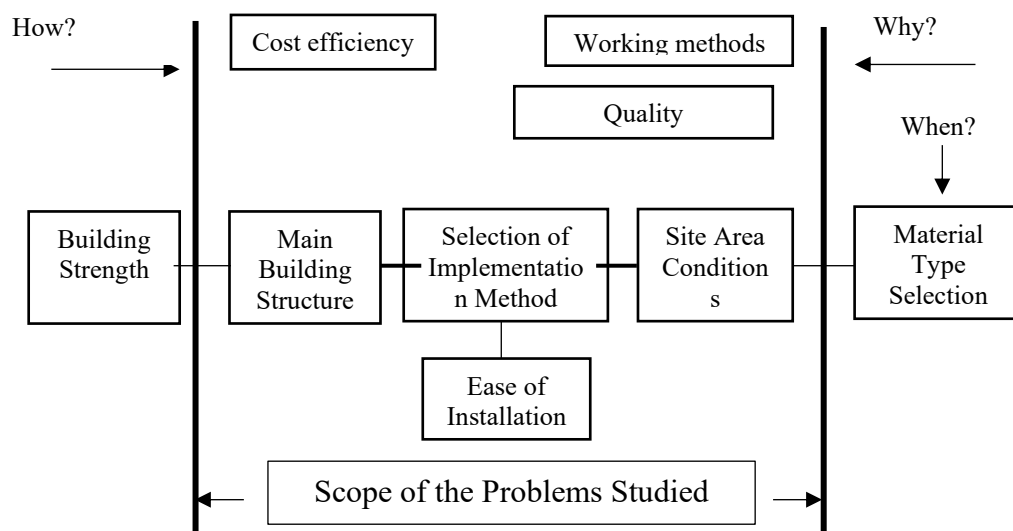 How?
Cost efficiency
Working methods
Why?
Quality
When?
Building
Strength
Main
Building
Structure
Selection of
Implementatio
n Method
Site Area
Condition
s
Material
Type
Selection
Ease of
Installation
Scope of the Problems Studied